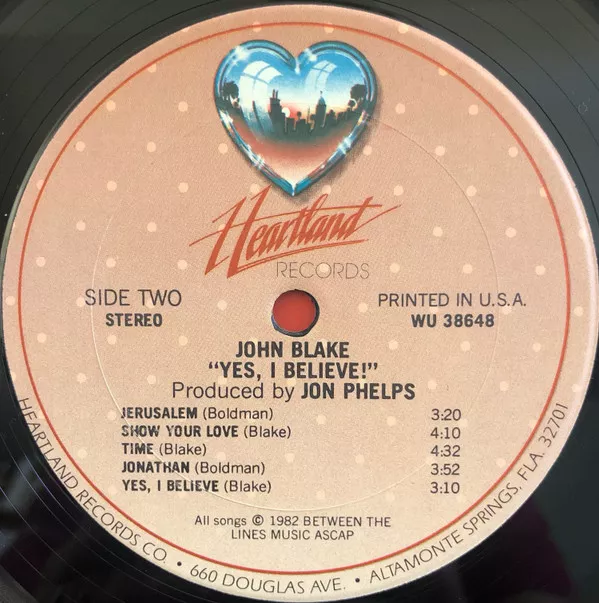 Heartland
RECORDS
SIDE TWO
STEREO
PRINTED IN U.S.A.
WU 38648
JOHN BLAKE
“YES, I BELIEVE!”
Produced by JON PHELPS
JERUSALEM (Boldman) 3:20
SHOW YOUR LOVE (Blake) 4:10
TIME (Blake) 4:32
JONATHAN (Boldman) 3:52
YES, I BELIEVE (Blake) 3:10
All songs © 1982 BETWEEN THE
LINES MUSIC ASCAP
HEARTLAND RECORDS CO. • 660 DOUGLAS AVE. • ALTAMONTE SPRINGS, FLA. 32701